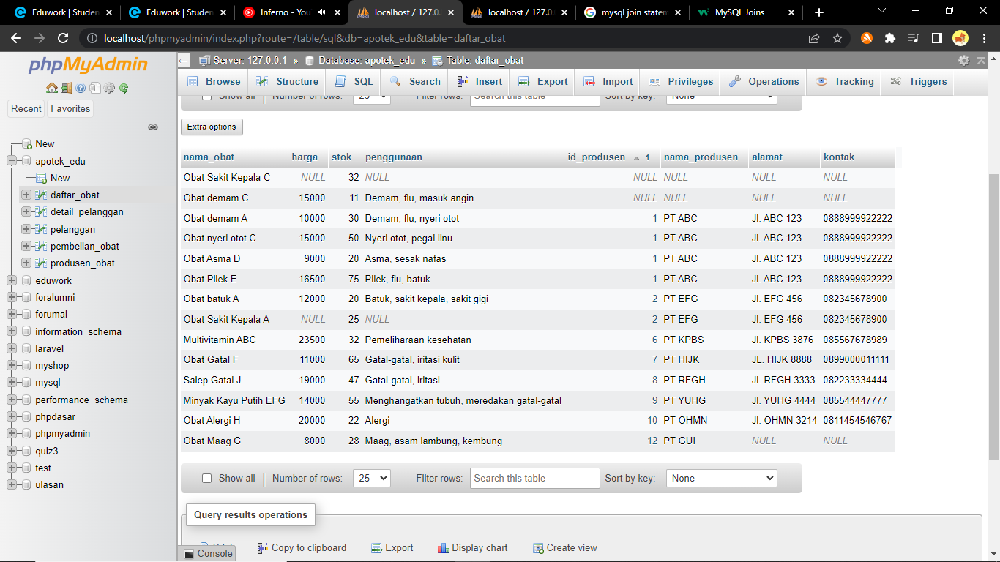 Eduwork | Studen
Eduwork | Studen
Inferno - You
localhost / 127.0.
localhost / 127.0.
mysql join statem
MySQL Joins
localhost/phpmyadmin/index.php?route=/table/sql&db=apotek_edu&table=daftar_obat
phpMyAdmin
Recent Favorites
New
apotek_edu
New
daftar_obat
detail_pelanggan
pelanggan
pembelian_obat
produsen_obat
eduwork
foralumni
forumal
information_schema
laravel
myshop
mysql
performance_schema
phpdasar
phpmyadmin
quiz3
test
ulasan
Server: 127.0.0.1 » Database: apotek_edu » Table: daftar_obat
Browse Structure SQL Search Insert Export Import Privileges Operations Tracking Triggers
Show all Number of rows: 25 Filter rows: Search this table Sort by key: None
Extra options
nama_obat harga stok penggunaan id_produsen 1 nama_produsen alamat kontak
Obat Sakit Kepala C NULL 32 NULL NULL NULL NULL NULL
Obat demam C 15000 11 Demam, flu, masuk angin NULL NULL NULL NULL
Obat demam A 10000 30 Demam, flu, nyeri otot 1 PT ABC Jl. ABC 123 0888999922222
Obat nyeri otot C 15000 50 Nyeri otot, pegal linu 1 PT ABC Jl. ABC 123 0888999922222
Obat Asma D 9000 20 Asma, sesak nafas 1 PT ABC Jl. ABC 123 0888999922222
Obat Pilek E 16500 75 Pilek, flu, batuk 1 PT ABC Jl. ABC 123 0888999922222
Obat batuk A 12000 20 Batuk, sakit kepala, sakit gigi 2 PT EFG Jl. EFG 456 082345678900
Obat Sakit Kepala A NULL 25 NULL 2 PT EFG Jl. EFG 456 082345678900
Multivitamin ABC 23500 32 Pemeliharaan kesehatan 6 PT KPBS Jl. KPBS 3876 085567678989
Obat Gatal F 11000 65 Gatal-gatal, iritasi kulit 7 PT HIJK JL. HIJK 8888 0899000011111
Salep Gatal J 19000 47 Gatal-gatal, iritasi 8 PT RFGH Jl. RFGH 3333 082233334444
Minyak Kayu Putih EFG 14000 55 Menghangatkan tubuh, meredakan gatal-gatal 9 PT YUHG Jl. YUHG 4444 085544447777
Obat Alergi H 20000 22 Alergi 10 PT OHMN Jl. OHMN 3214 0811454546767
Obat Maag G 8000 28 Maag, asam lambung, kembung 12 PT GUI NULL NULL
Show all Number of rows: 25 Filter rows: Search this table Sort by key: None
Query results operations
Print Copy to clipboard Export Display chart Create view
Console